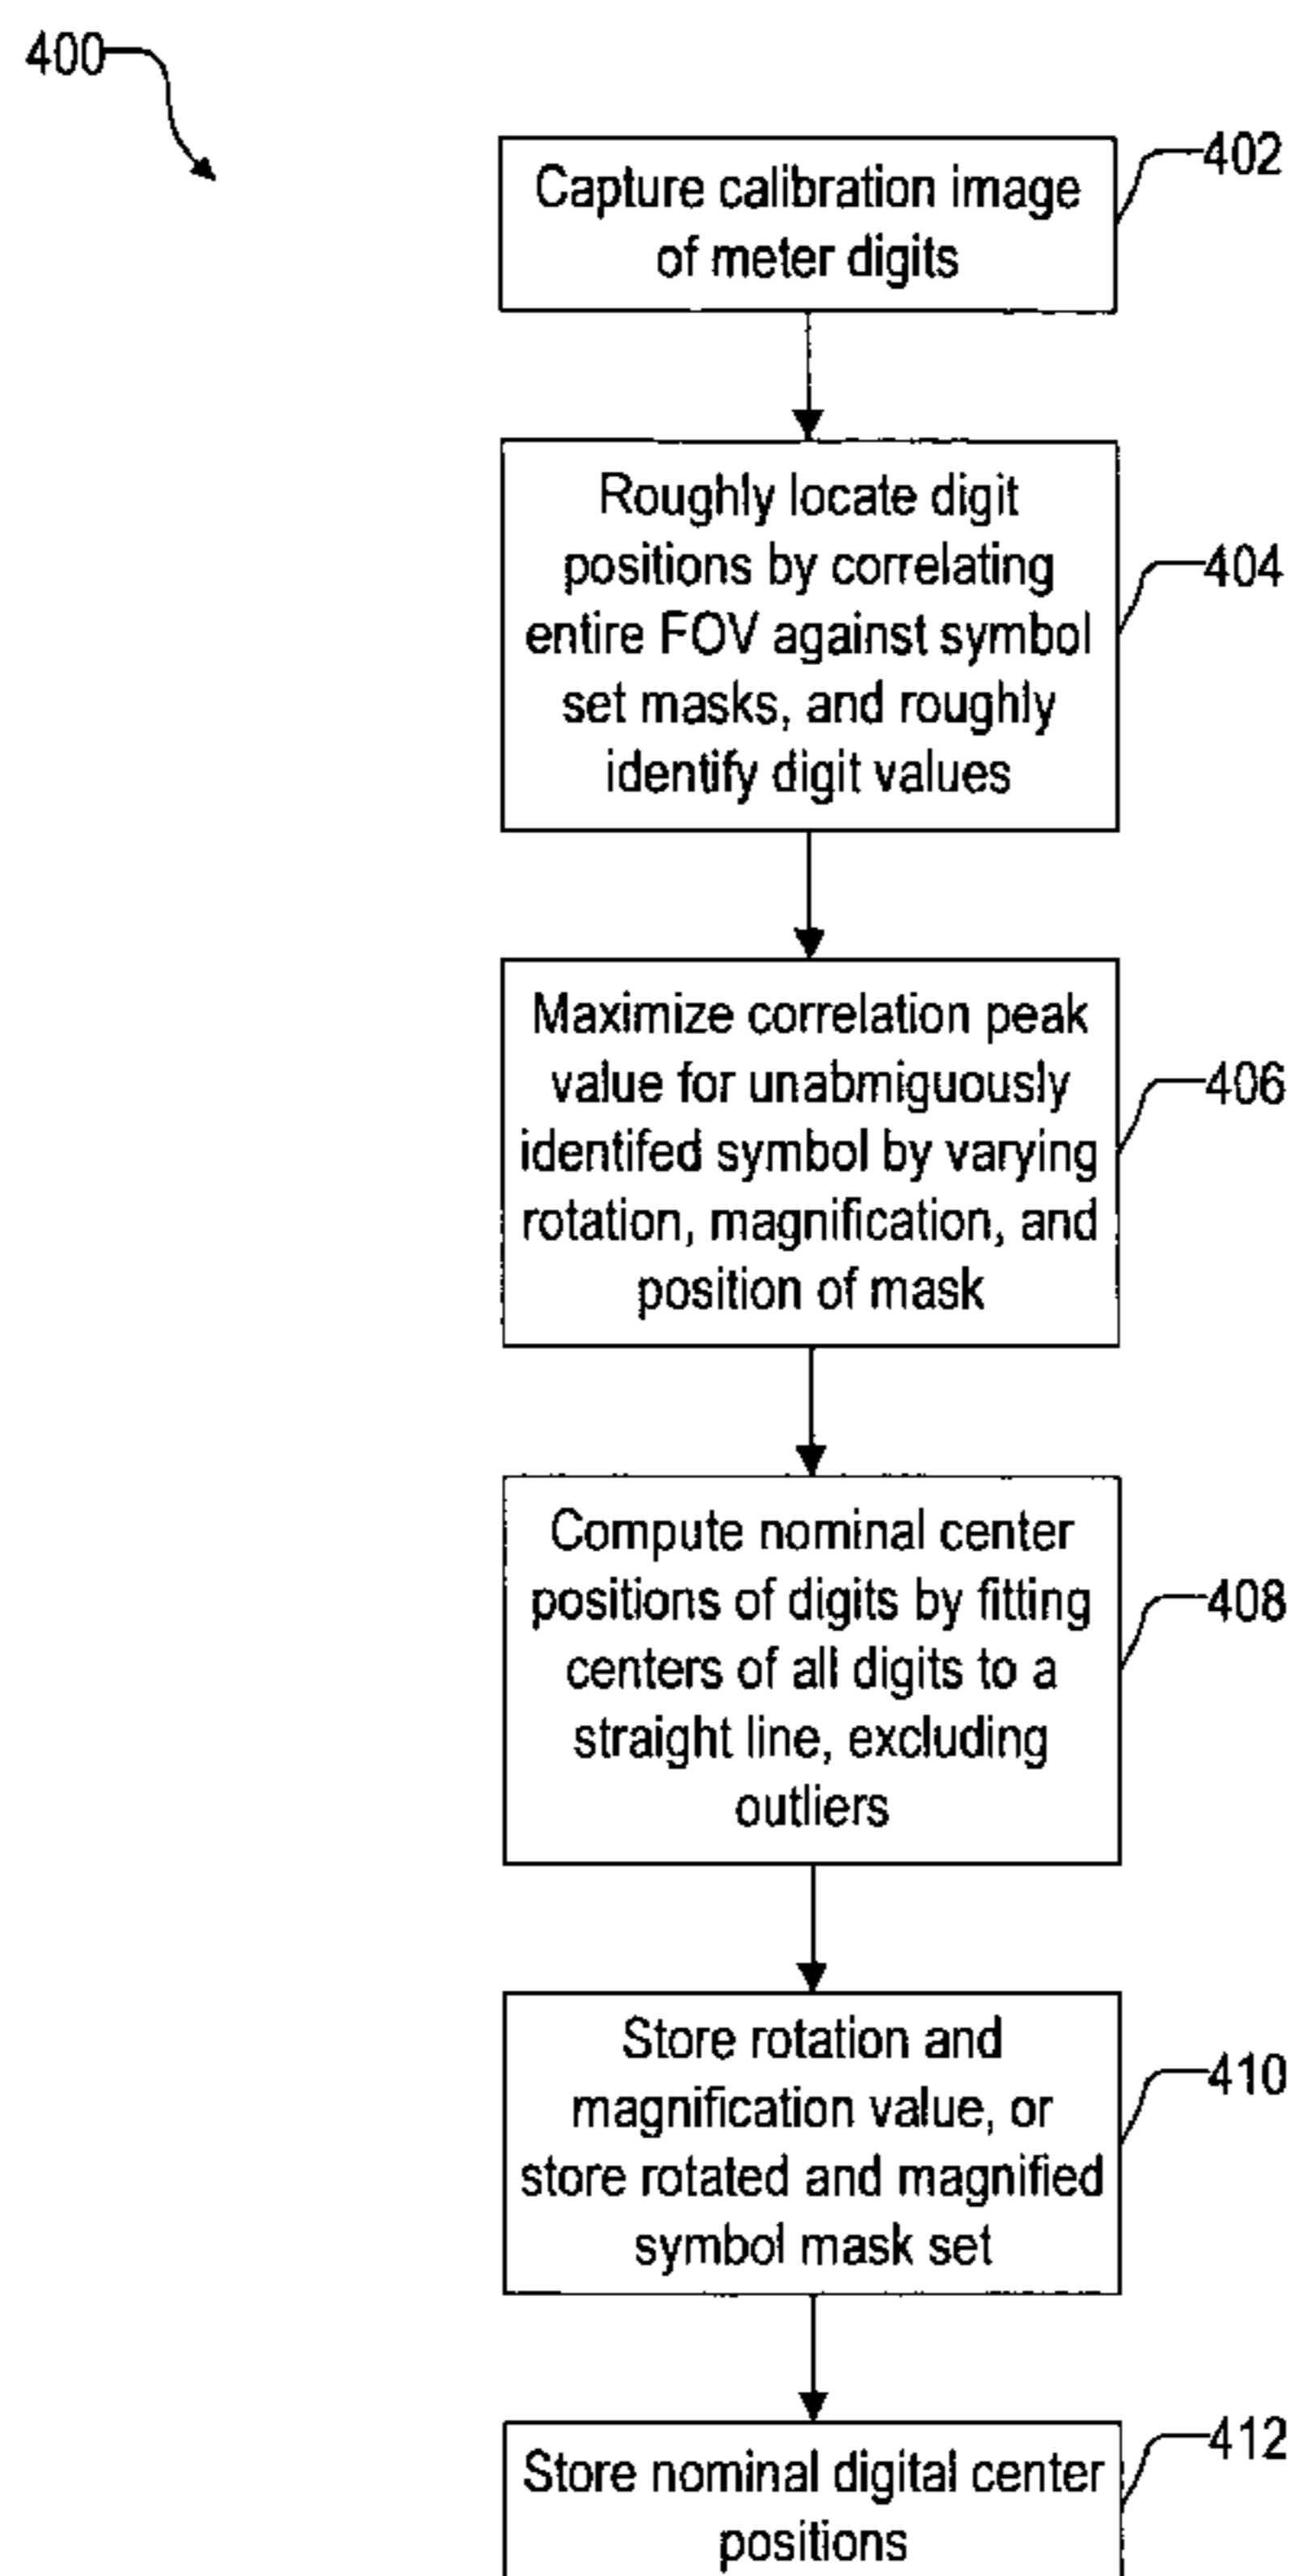 400
402
Capture calibration image
of meter digits
Roughly locate digit
positions by correlating
entire FOV against symbol
set masks, and roughly
identify digit values
404
Maximize correlation peak
value for unabmiguously
identifed symbol by varying
rotation, magnification, and
position of mask
406
Compute nominal center
positions of digits by fitting
centers of all digits to a
straight line, excluding
outliers
408
Store rotation and
magnification value, or
store rotated and magnified
symbol mask set
410
412
Store nominal digital center
positions